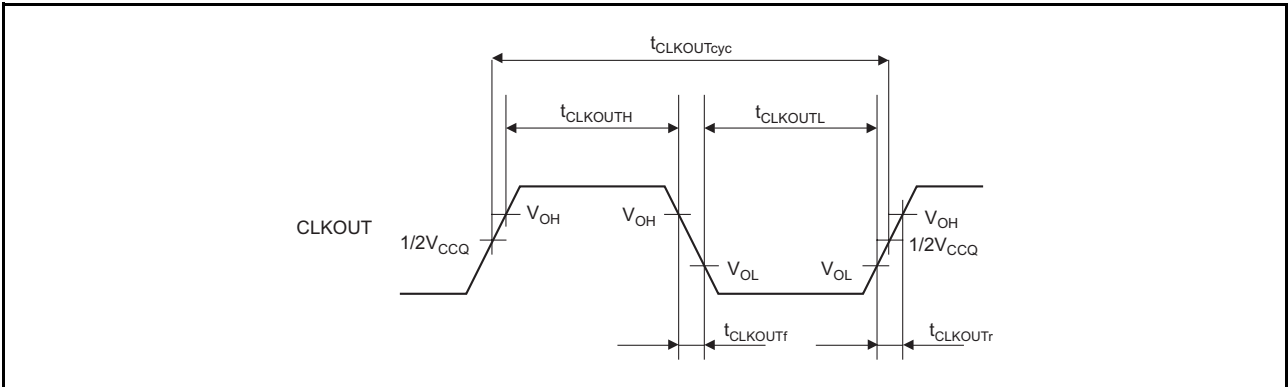 tCLKOUTcyc
tCLKOUTH tCLKOUTL
CLKOUT
1/2VCCQ VOH VOH VOL VOL VOH 1/2VCCQ
tCLKOUTf tCLKOUTr